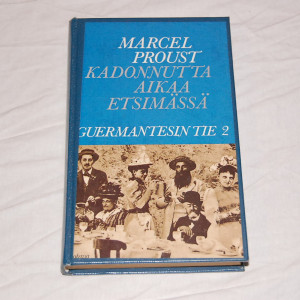 MARCEL
PROUST
KADONNUTTA
AIKAA
ETSIMÄSSÄ
GUERMANTESIN TIE 2